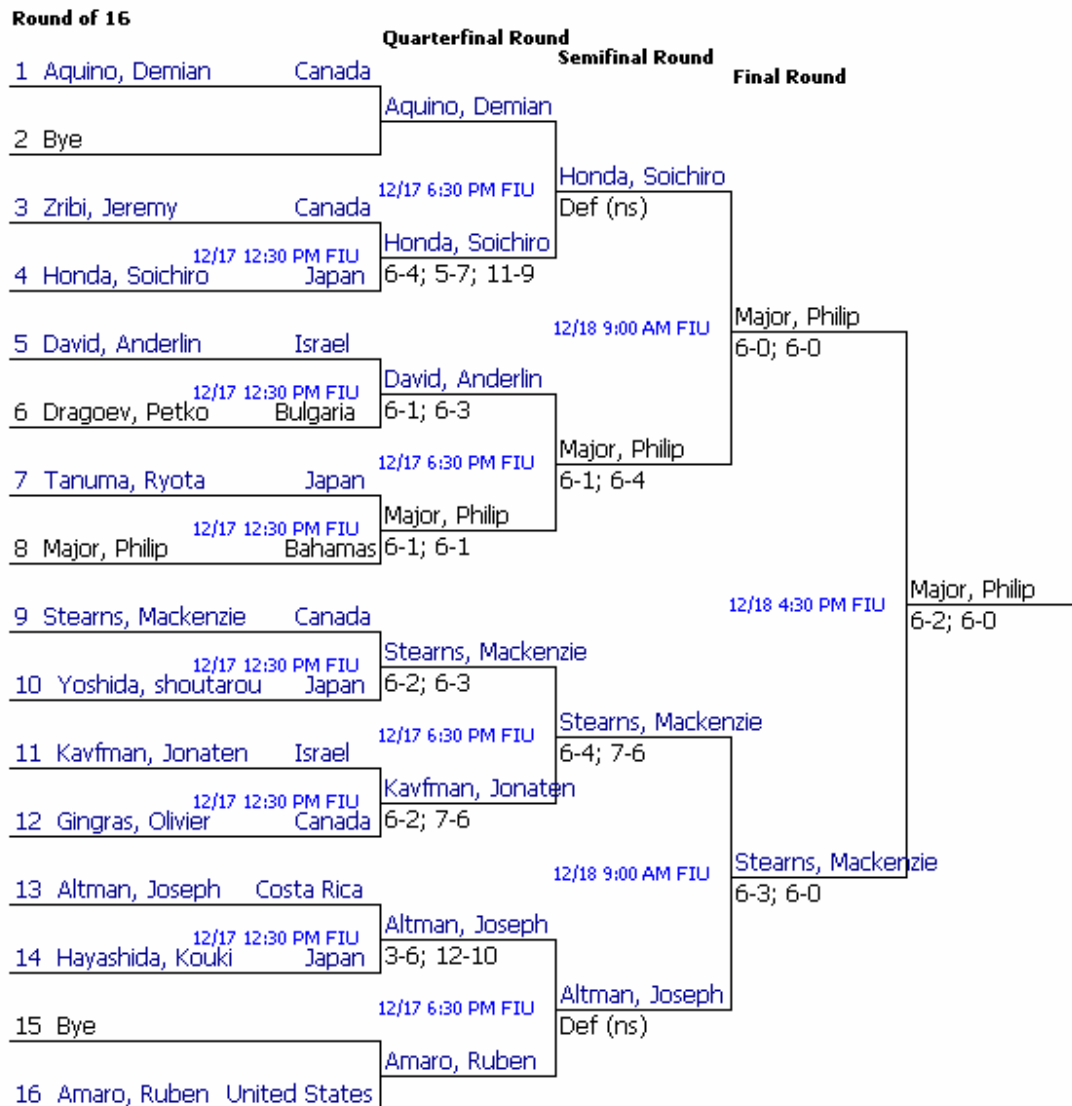 Round of 16
Quarterfinal Round
Semifinal Round
Final Round
1 Aquino, Demian Canada
Aquino, Demian
2 Bye
12/17 6:30 PM FIU
Honda, Soichiro
Def (ns)
3 Zribi, Jeremy Canada
12/17 12:30 PM FIU
Honda, Soichiro
6-4; 5-7; 11-9
4 Honda, Soichiro Japan
12/18 9:00 AM FIU
Major, Philip
6-0; 6-0
5 David, Anderlin Israel
12/17 12:30 PM FIU
David, Anderlin
6-1; 6-3
6 Dragoev, Petko Bulgaria
12/17 6:30 PM FIU
Major, Philip
6-1; 6-4
7 Tanuma, Ryota Japan
12/17 12:30 PM FIU
Major, Philip
6-1; 6-1
8 Major, Philip Bahamas
12/18 4:30 PM FIU
Major, Philip
6-2; 6-0
9 Stearns, Mackenzie Canada
12/17 12:30 PM FIU
Stearns, Mackenzie
6-2; 6-3
10 Yoshida, shoutarou Japan
12/17 6:30 PM FIU
Stearns, Mackenzie
6-4; 7-6
11 Kavfman, Jonaten Israel
12/17 12:30 PM FIU
Kavfman, Jonaten
6-2; 7-6
12 Gingras, Olivier Canada
12/18 9:00 AM FIU
Stearns, Mackenzie
6-3; 6-0
13 Altman, Joseph Costa Rica
12/17 12:30 PM FIU
Altman, Joseph
3-6; 12-10
14 Hayashida, Kouki Japan
12/17 6:30 PM FIU
Altman, Joseph
Def (ns)
15 Bye
Amaro, Ruben
16 Amaro, Ruben United States